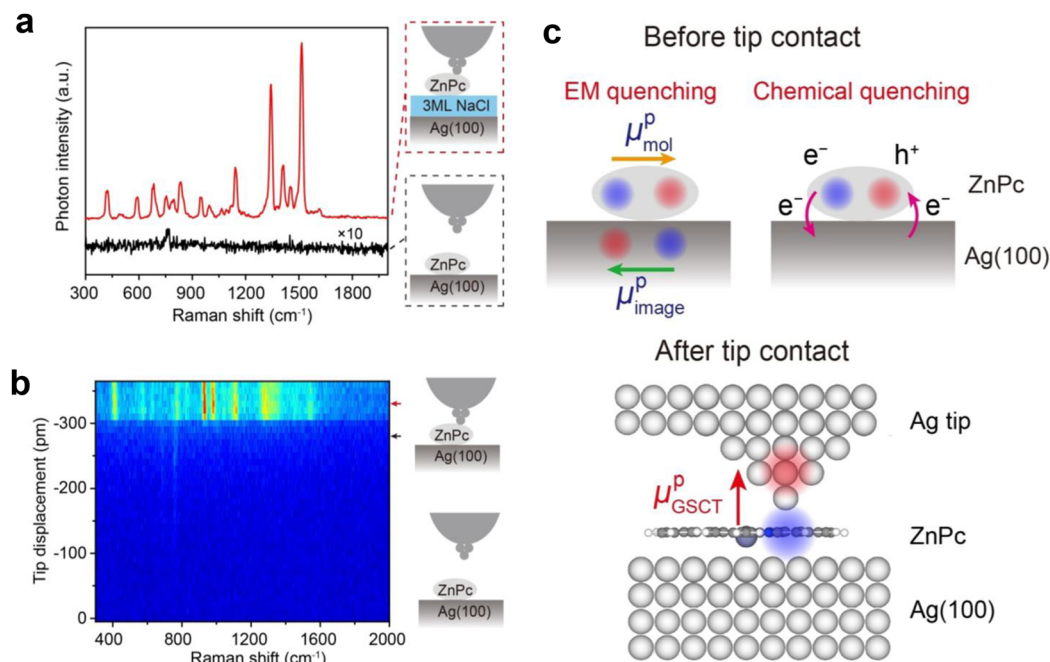 a
Photon intensity (a.u.)
×10
300 600 900 1200 1500 1800
Raman shift (cm⁻¹)
ZnPc
3ML NaCl
Ag(100)
ZnPc
Ag(100)
b
Tip displacement (pm)
-300
-200
-100
0
400 800 1200 1600 2000
Raman shift (cm⁻¹)
ZnPc
Ag(100)
ZnPc
Ag(100)
c
Before tip contact
EM quenching
Chemical quenching
μᵖmol
μᵖimage
e⁻ h⁺
e⁻ e⁻
ZnPc
Ag(100)
After tip contact
Ag tip
μᵖGSCT
ZnPc
Ag(100)